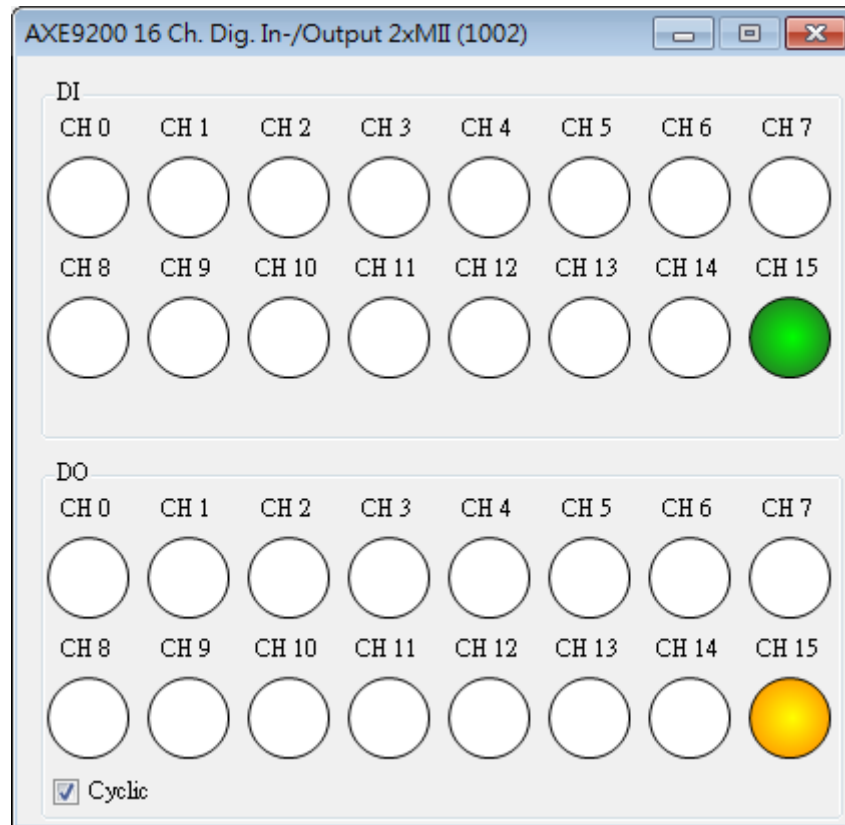 AXE9200 16 Ch. Dig. In-/Output 2xMII (1002)
DI
CH 0 CH 1 CH 2 CH 3 CH 4 CH 5 CH 6 CH 7
CH 8 CH 9 CH 10 CH 11 CH 12 CH 13 CH 14 CH 15
DO
CH 0 CH 1 CH 2 CH 3 CH 4 CH 5 CH 6 CH 7
CH 8 CH 9 CH 10 CH 11 CH 12 CH 13 CH 14 CH 15
Cyclic